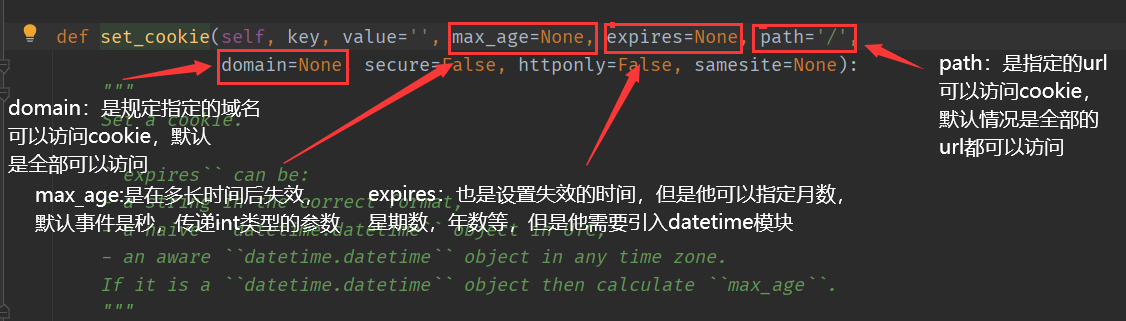 def set_cookie(self, key, value='', max_age=None, expires=None, path='/',
domain=None secure=False, httponly=False, samesite=None):
"""
Set a cookie.
expires`` can be:
the correct format,
- a naive ``datetime.datetime`` object in UTC,
- an aware ``datetime.datetime`` object in any time zone.
If it is a ``datetime.datetime`` object then calculate ``max_age``.
"""
domain：是规定指定的域名
可以访问cookie，默认
是全部可以访问
max_age:是在多长时间后失效，
默认事件是秒，传递int类型的参数
expires：也是设置失效的时间，但是他可以指定月数，
星期数，年数等，但是他需要引入datetime模块
path：是指定的url
可以访问cookie，
默认情况是全部的
url都可以访问